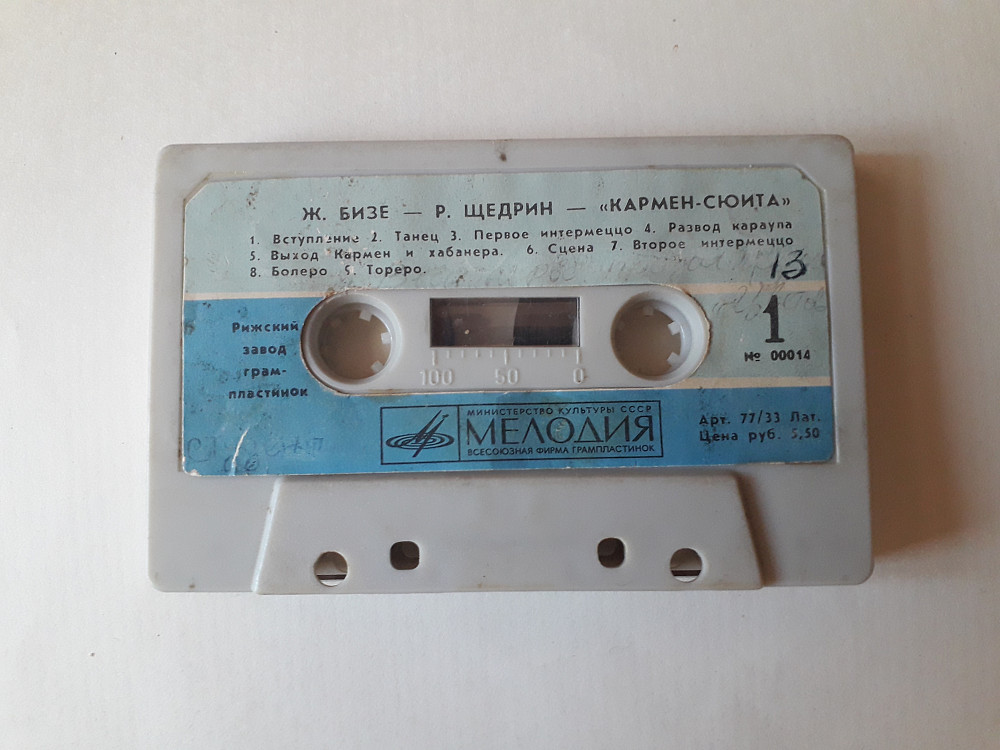 Ж. БИЗЕ — Р. ЩЕДРИН — «КАРМЕН-СЮИТА»
1. Вступление 2. Танец 3. Первое интермеццо 4. Развод караула
5. Выход Кармен и хабанера. 6. Сцена 7. Второе интермеццо
8. Болеро 9. Тореро.
13
1
№ 00014
Рижский
завод
грам-
пластинок
100 50 0
МИНИСТЕРСТВО КУЛЬТУРЫ СССР
МЕЛОДИЯ
ВСЕСОЮЗНАЯ ФИРМА ГРАМПЛАСТИНОК
Арт. 77/33 Лат.
Цена руб. 5,50